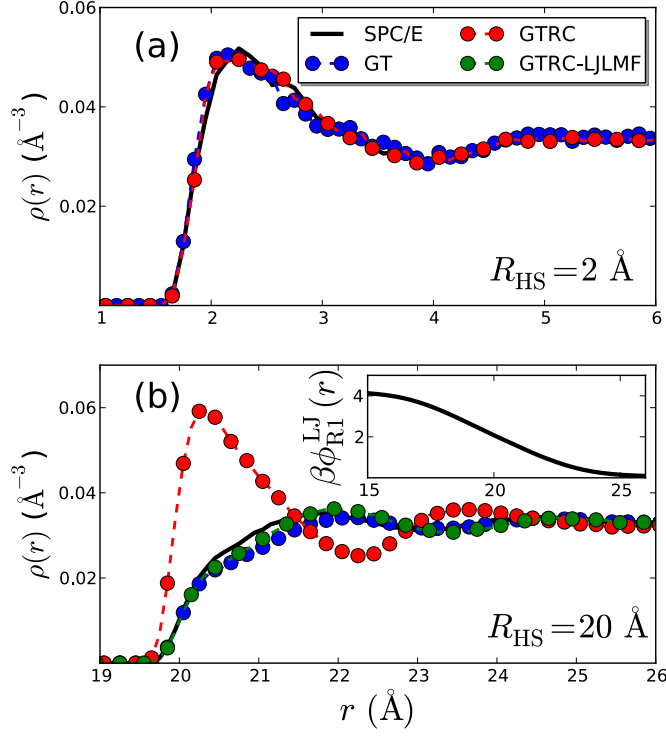 (a)
SPC/E
GT
GTRC
GTRC-LJLMF
0.06
0.04
0.02
ρ(r) (Å⁻³)
R_HS = 2 Å
1 2 3 4 5 6
(b)
0.06
0.04
0.02
ρ(r) (Å⁻³)
βϕ_R1^LJ(r)
4
2
15 20 25
R_HS = 20 Å
19 20 21 22 23 24 25 26
r (Å)